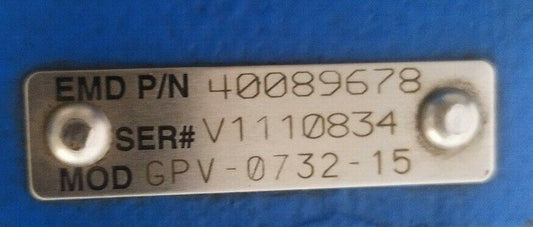 EMD P/N 40089678
SER# V1110834
MOD GPV-0732-15